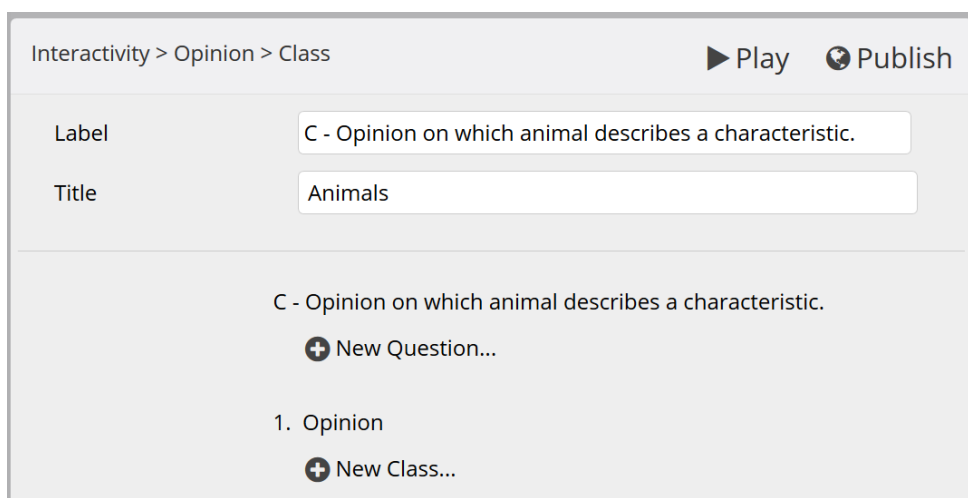 Interactivity > Opinion > Class
Play
Publish
Label
C - Opinion on which animal describes a characteristic.
Title
Animals
C - Opinion on which animal describes a characteristic.
New Question...
1. Opinion
New Class...